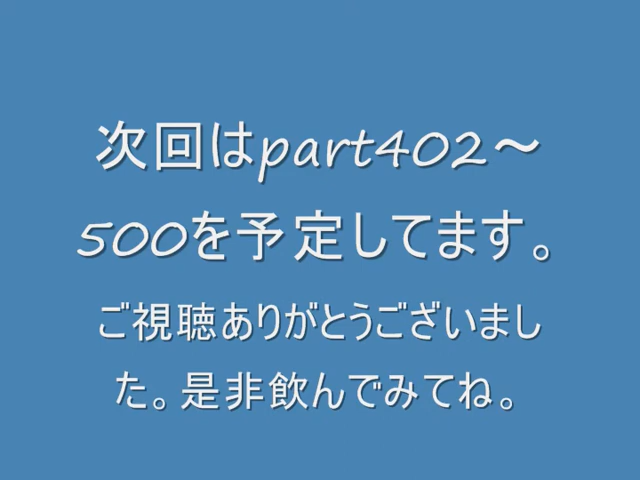 次回はpart402～
500を予定してます。
ご視聴ありがとうございまし
た。是非飲んでみてね。